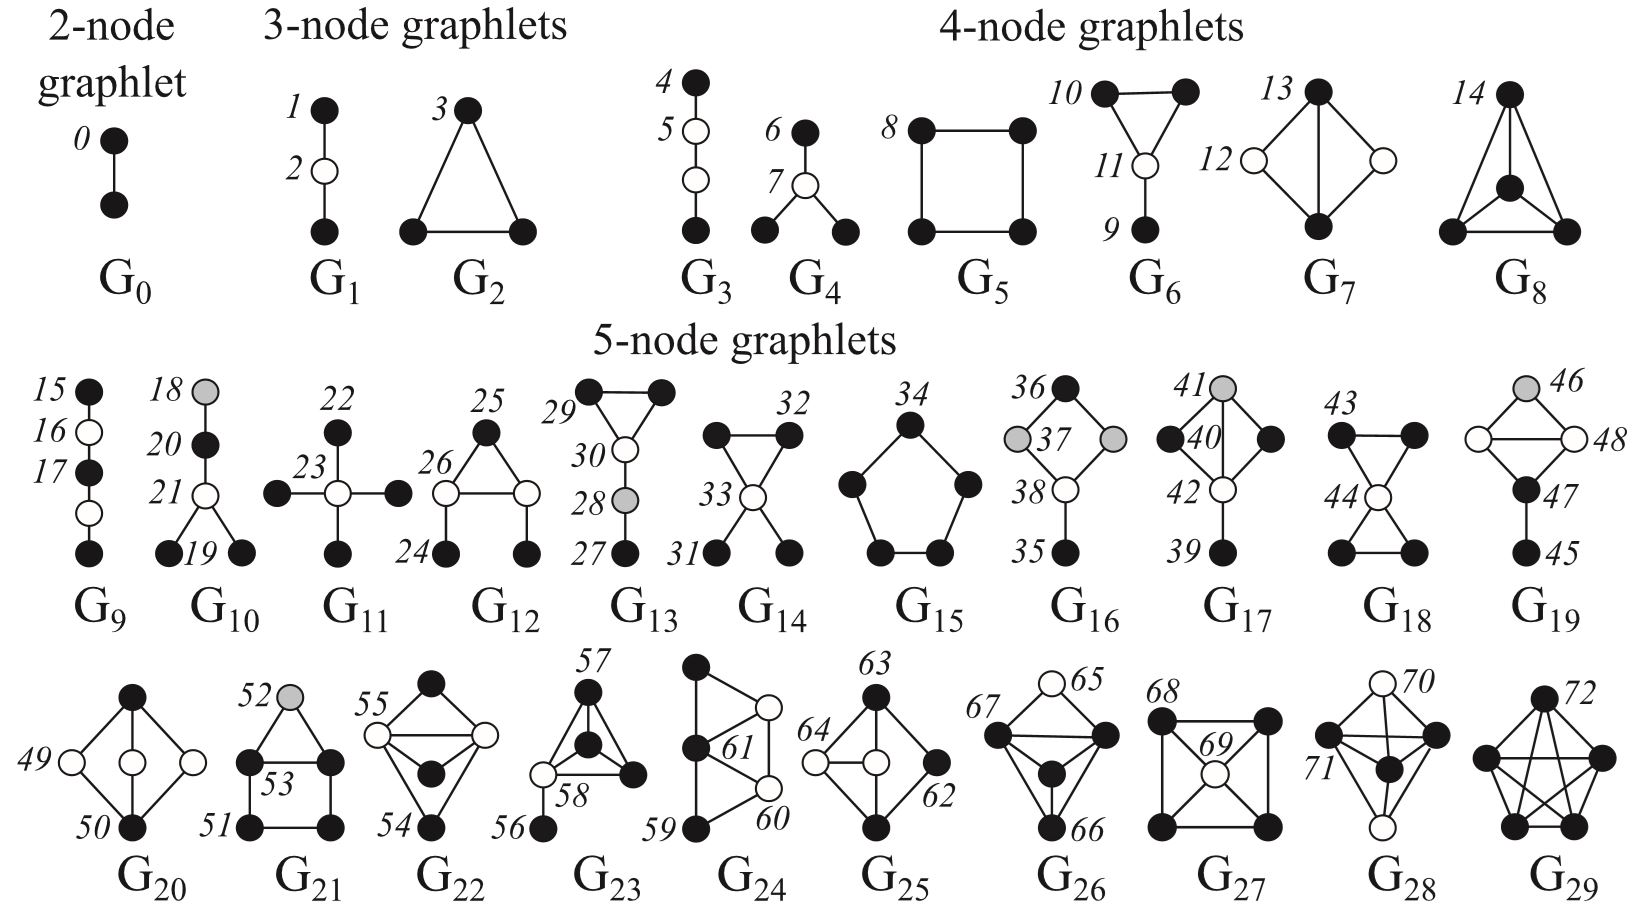 2-node 3-node graphlets 4-node graphlets
graphlet
0 1 2 3 4 5 6 7 8 10 11 9 13 12 14
G0 G1 G2 G3 G4 G5 G6 G7 G8
5-node graphlets
15 16 17 18 20 21 19 22 23 25 26 24 29 30 28 27 32 33 31 34 36 37 38 35 41 40 42 39 43 44 46 48 47 45
G9 G10 G11 G12 G13 G14 G15 G16 G17 G18 G19
49 50 52 53 51 55 54 57 58 56 61 60 59 63 64 62 65 67 66 68 69 70 71 72
G20 G21 G22 G23 G24 G25 G26 G27 G28 G29